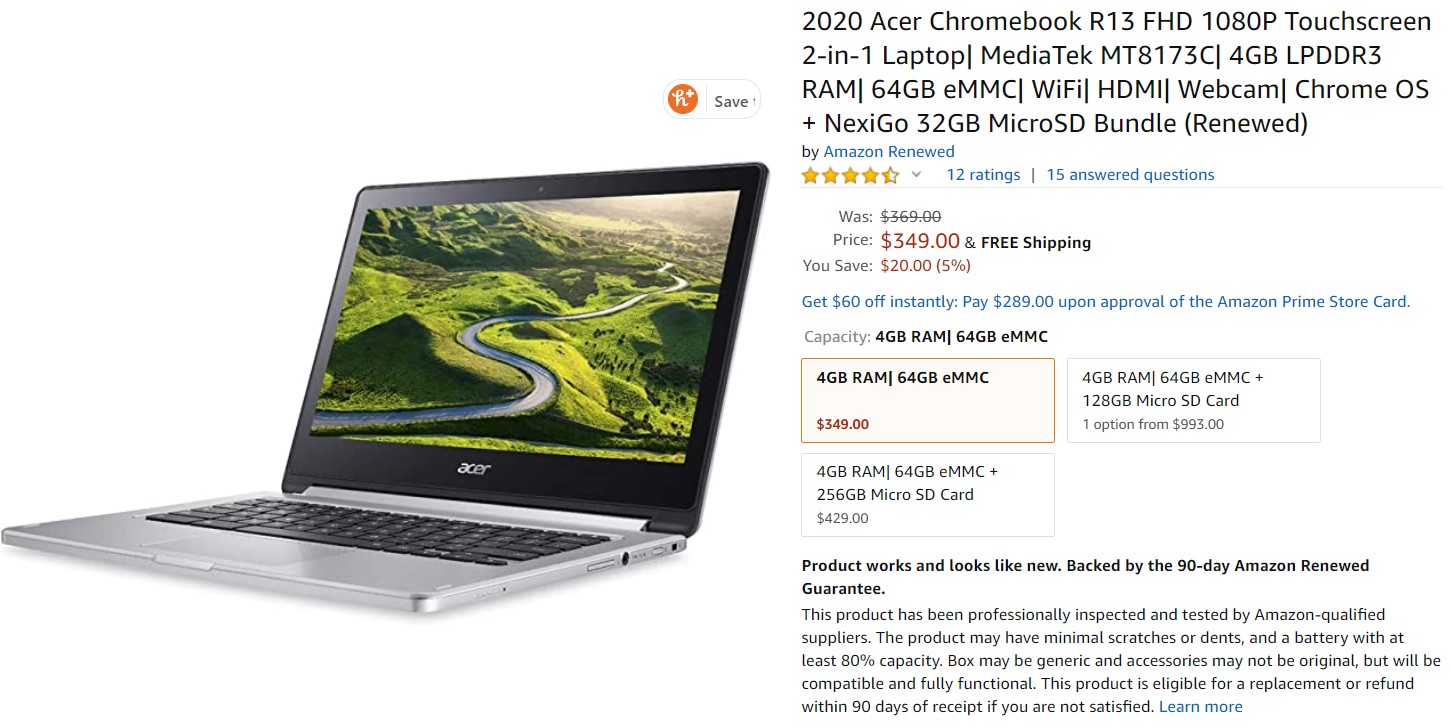 2020 Acer Chromebook R13 FHD 1080P Touchscreen
2-in-1 Laptop| MediaTek MT8173C| 4GB LPDDR3
RAM| 64GB eMMC| WiFi| HDMI| Webcam| Chrome OS
+ NexiGo 32GB MicroSD Bundle (Renewed)
by Amazon Renewed
12 ratings | 15 answered questions
Save
Was: $369.00
Price: $349.00 & FREE Shipping
You Save: $20.00 (5%)
Get $60 off instantly: Pay $289.00 upon approval of the Amazon Prime Store Card.
Capacity: 4GB RAM| 64GB eMMC
4GB RAM| 64GB eMMC
$349.00
4GB RAM| 64GB eMMC +
128GB Micro SD Card
1 option from $993.00
4GB RAM| 64GB eMMC +
256GB Micro SD Card
$429.00
acer
Product works and looks like new. Backed by the 90-day Amazon Renewed
Guarantee.
This product has been professionally inspected and tested by Amazon-qualified
suppliers. The product may have minimal scratches or dents, and a battery with at
least 80% capacity. Box may be generic and accessories may not be original, but will be
compatible and fully functional. This product is eligible for a replacement or refund
within 90 days of receipt if you are not satisfied. Learn more